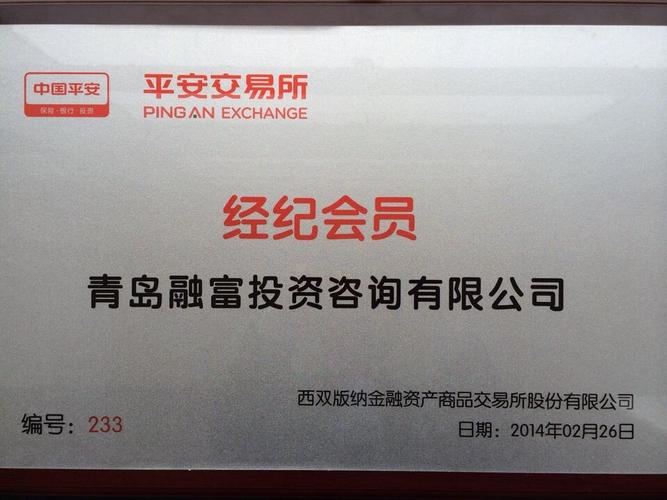 中国平安
保险·银行·投资
平安交易所
PINGAN EXCHANGE
经纪会员
青岛融富投资咨询有限公司
西双版纳金融资产商品交易所股份有限公司
编号：233
日期：2014年02月26日